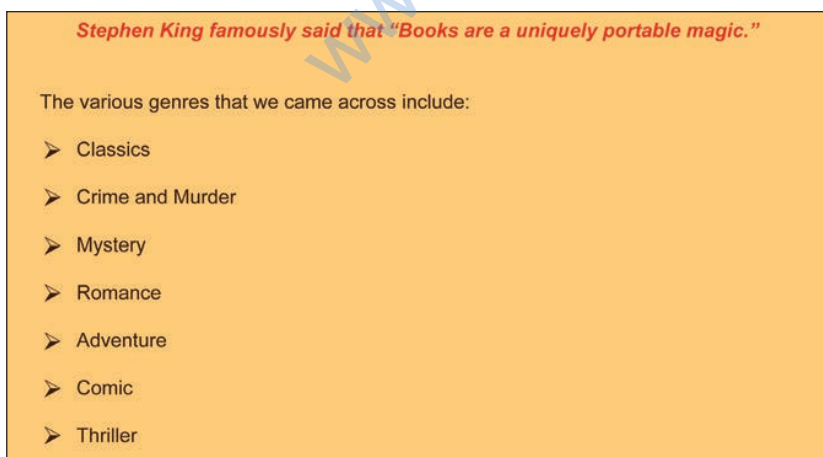 Stephen King famously said that "Books are a uniquely portable magic."
The various genres that we came across include:
➢ Classics
➢ Crime and Murder
➢ Mystery
➢ Romance
➢ Adventure
➢ Comic
➢ Thriller